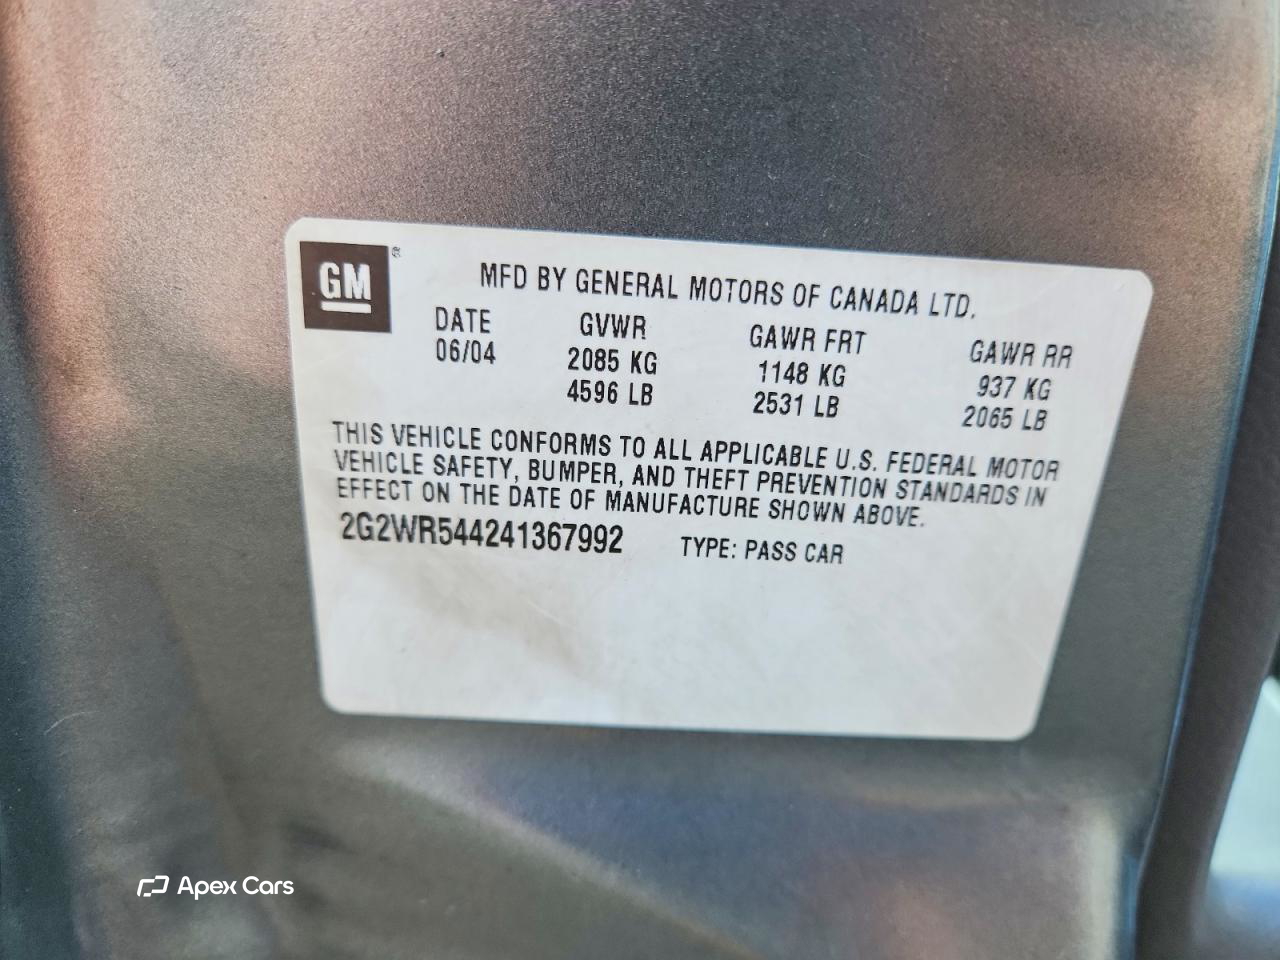 GM®
MFD BY GENERAL MOTORS OF CANADA LTD.
DATE GVWR GAWR FRT GAWR RR
06/04 2085 KG 1148 KG 937 KG
4596 LB 2531 LB 2065 LB
THIS VEHICLE CONFORMS TO ALL APPLICABLE U.S. FEDERAL MOTOR
VEHICLE SAFETY, BUMPER, AND THEFT PREVENTION STANDARDS IN
EFFECT ON THE DATE OF MANUFACTURE SHOWN ABOVE.
2G2WR544241367992 TYPE: PASS CAR
Apex Cars